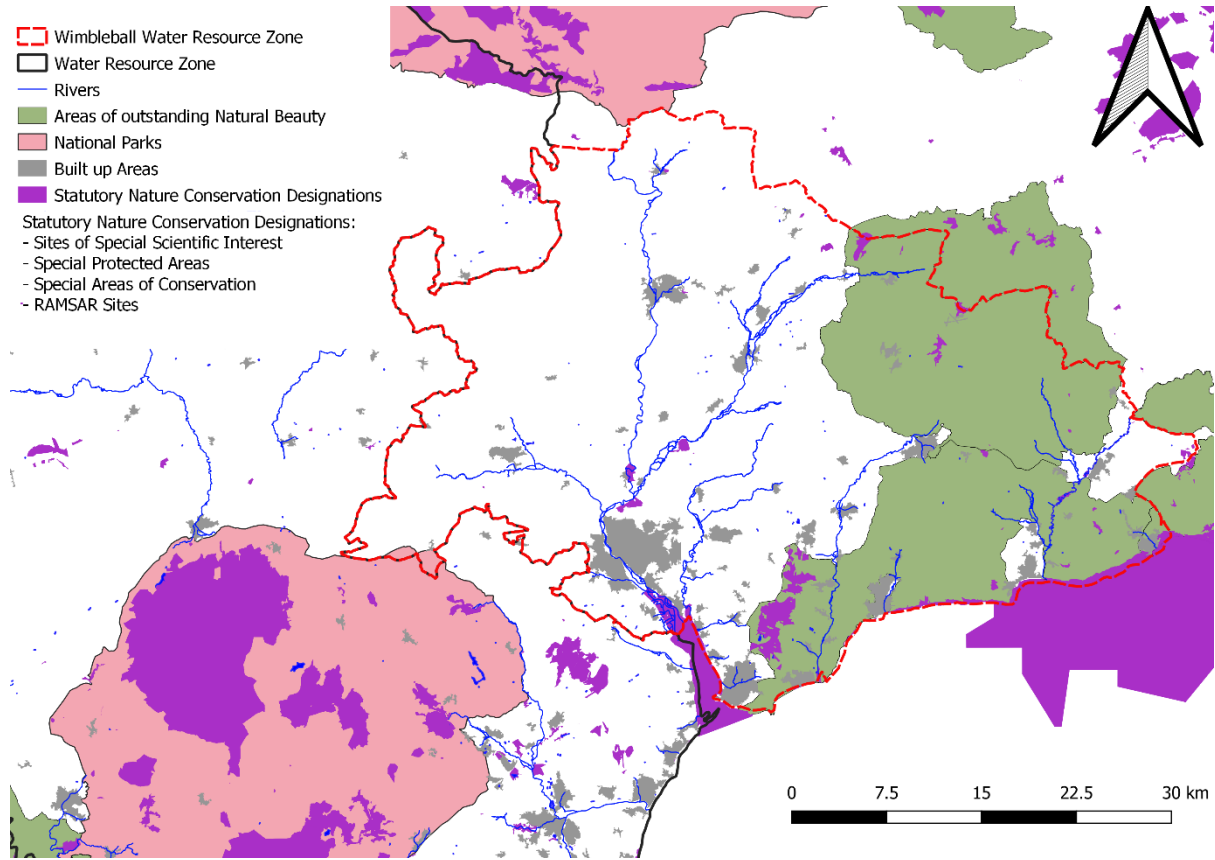 Wimbleball Water Resource Zone
Water Resource Zone
Rivers
Areas of outstanding Natural Beauty
National Parks
Built up Areas
Statutory Nature Conservation Designations
Statutory Nature Conservation Designations:
- Sites of Special Scientific Interest
- Special Protected Areas
- Special Areas of Conservation
- RAMSAR Sites
0 7.5 15 22.5 30 km